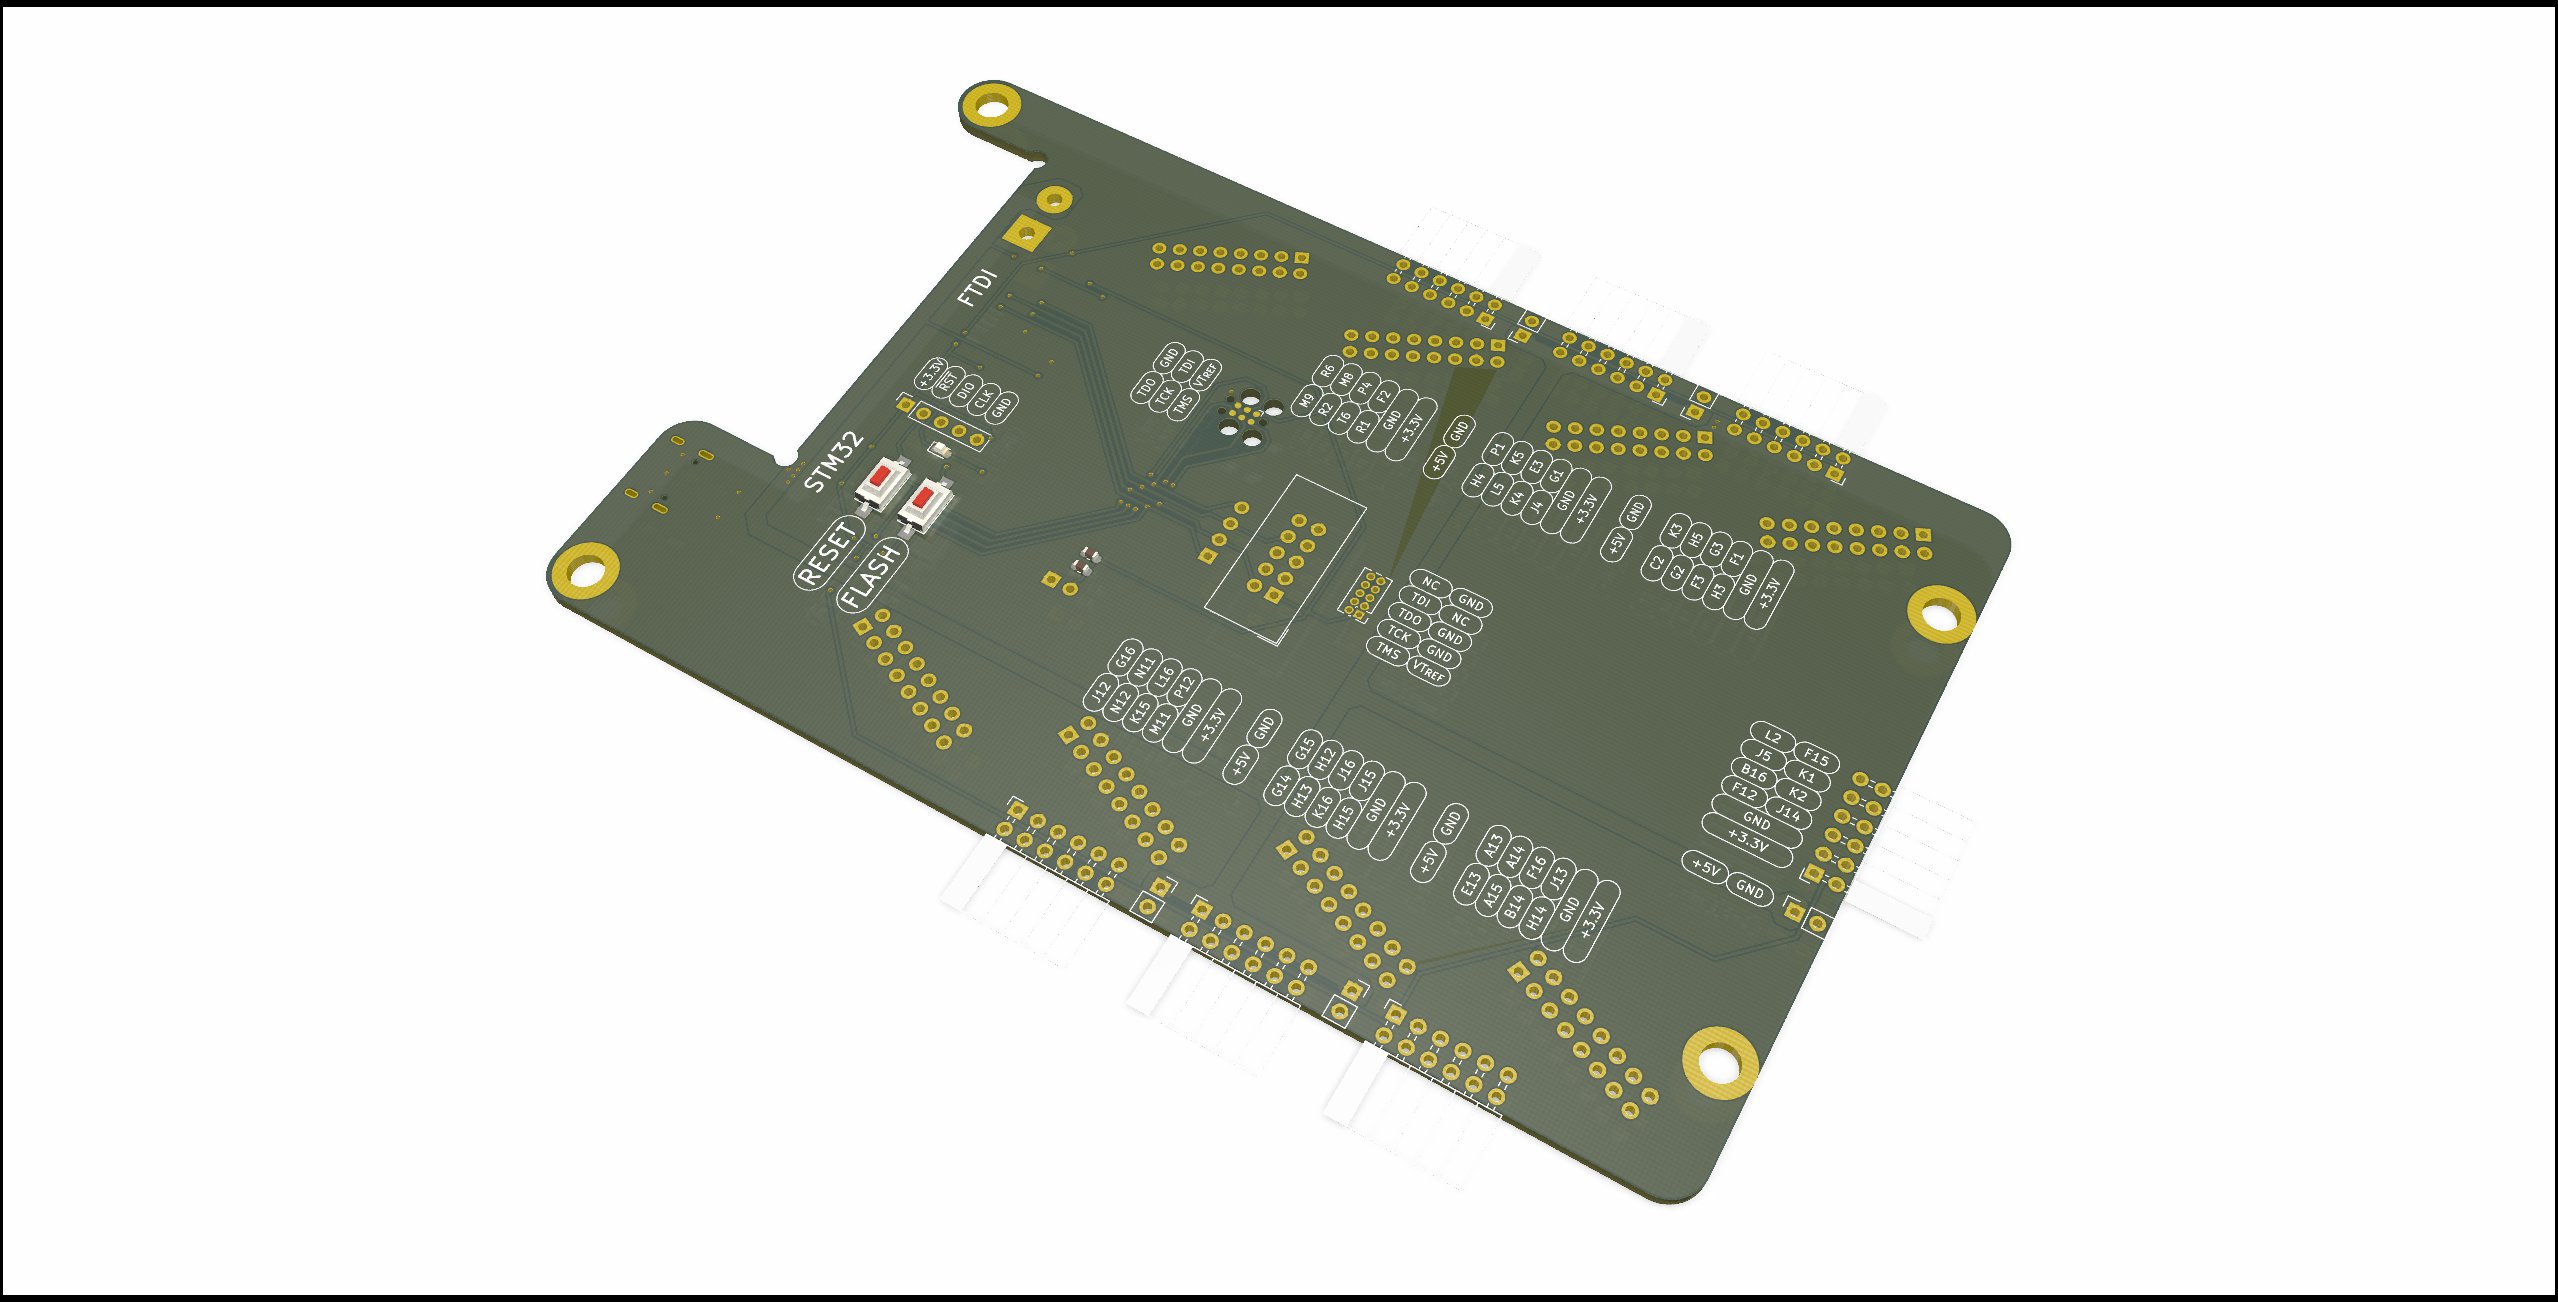 FTDI
+3.3V
RST
DIO
CLK
GND
GND
TDI
VTREF
TDO
TCK
TMS
STM32
RESET
FLASH
R6
M8
P4
F2
M9
R2
T6
R1
GND
+3.3V
GND
+5V
P1
K5
E3
G1
H4
L5
K4
J4
GND
+3.3V
GND
+5V
K3
H5
G3
F1
C2
G2
F3
H3
GND
+3.3V
NC GND
TDI NC
TDO GND
TCK GND
TMS VTREF
G16
N11
L16
P12
J12
N12
K15
M11
GND
+3.3V
GND
+5V
G15
H12
J16
J15
G14
H13
K16
H15
GND
+3.3V
GND
+5V
A13
A14
F16
J13
E13
A15
B14
H14
GND
+3.3V
L2 F15
J5 K1
B16 K2
F12 J14
GND
+3.3V
+5V GND